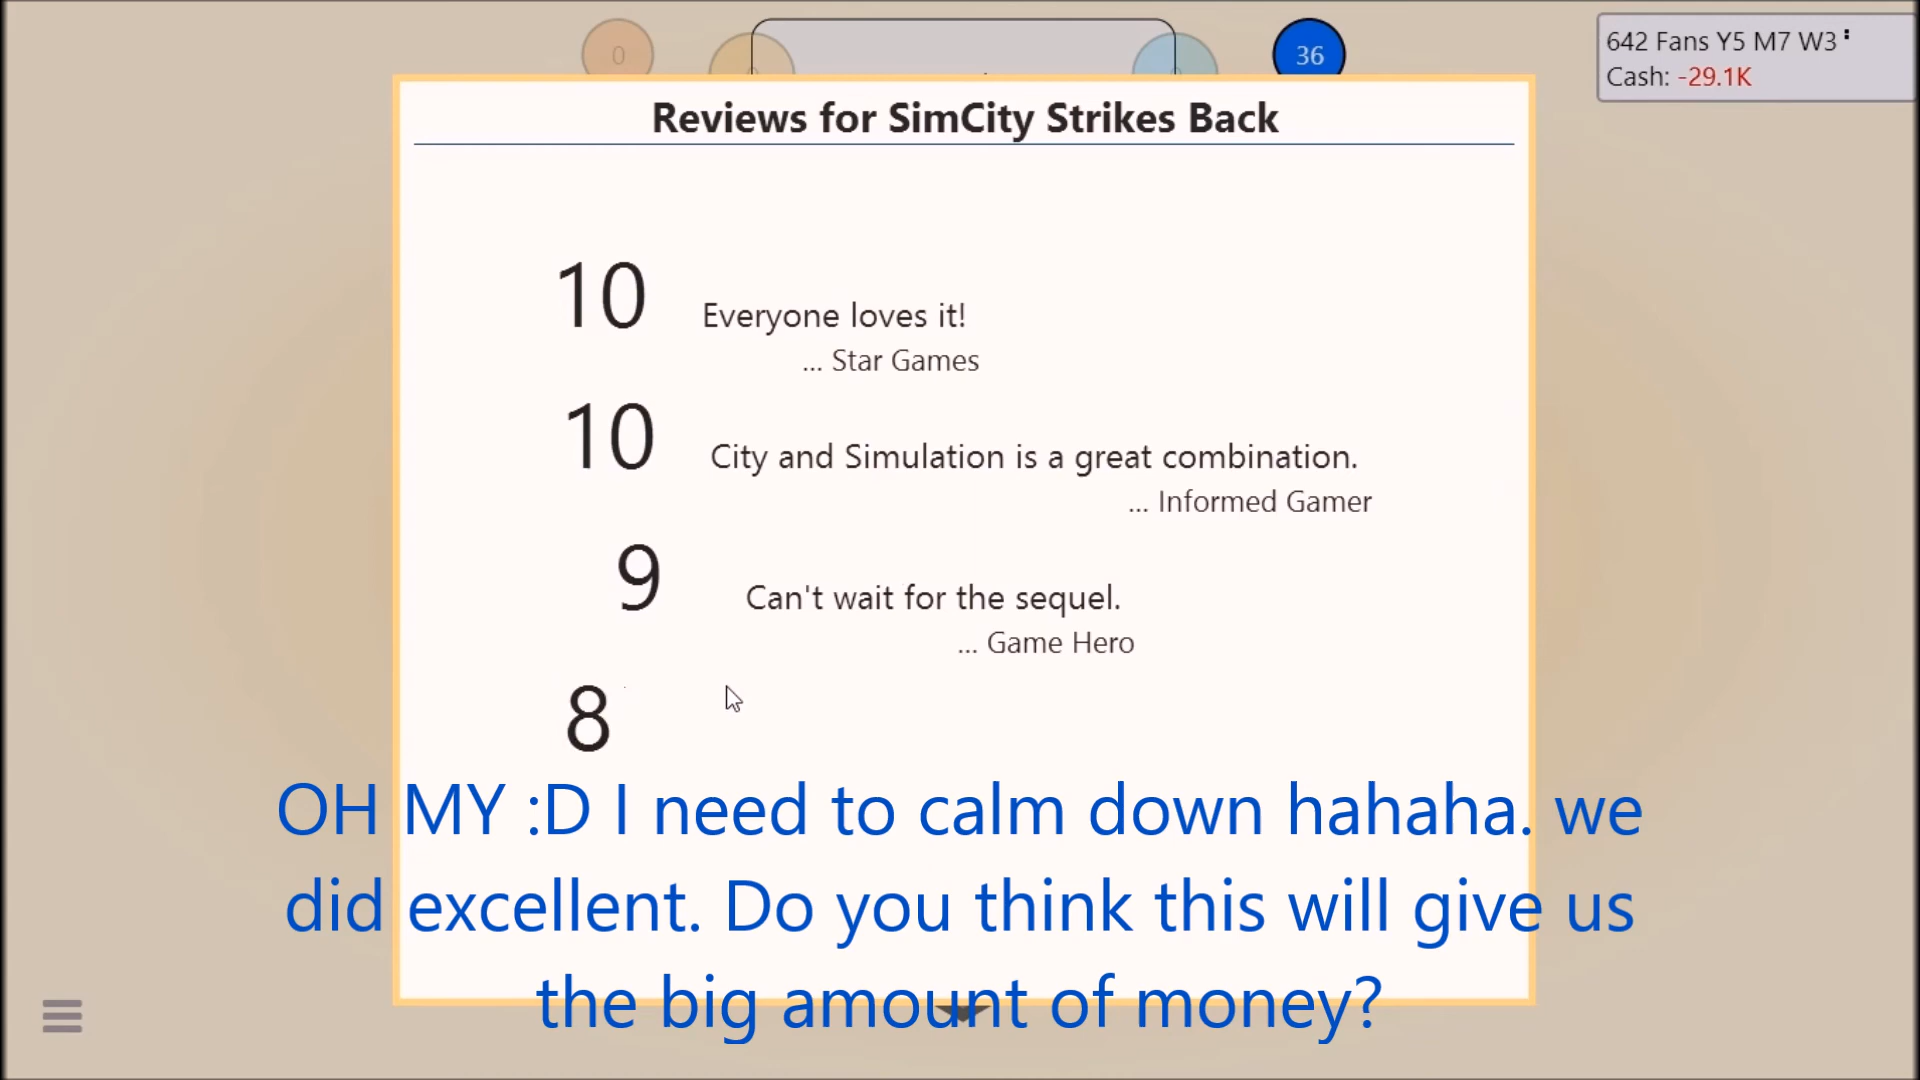 0
36
642 Fans Y5 M7 W3
Cash: -29.1K
Reviews for SimCity Strikes Back
10
Everyone loves it!
... Star Games
10
City and Simulation is a great combination.
... Informed Gamer
9
Can't wait for the sequel.
... Game Hero
8
OH MY :D I need to calm down hahaha. we
did excellent. Do you think this will give us
the big amount of money?